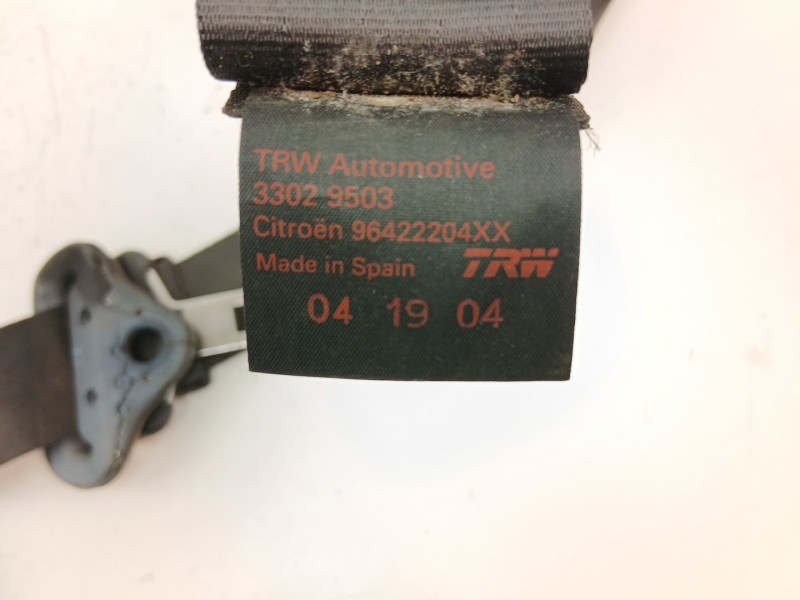 TRW Automotive
3302 9503
Citroën 96422204XX
Made in Spain TRW
04 19 04